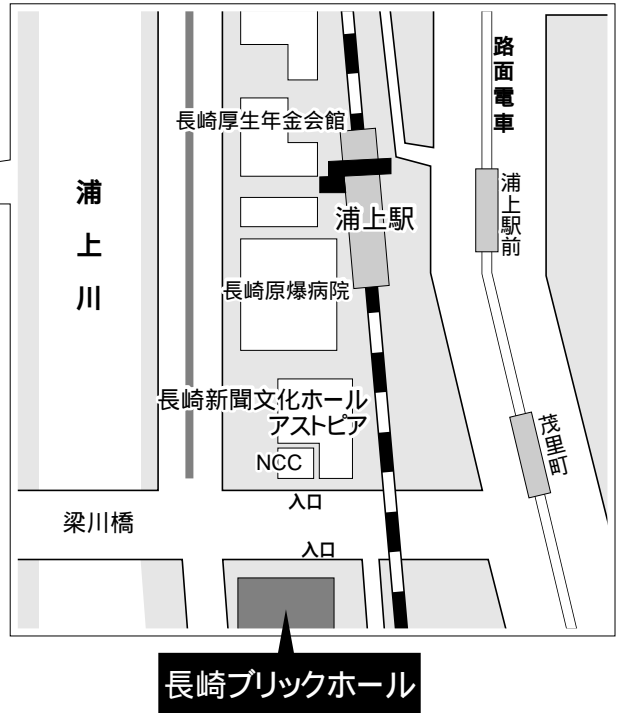 路面電車
長崎厚生年金会館
浦上駅前
浦上川
浦上駅
長崎原爆病院
長崎新聞文化ホール
アストピア
茂里町
NCC
入口
梁川橋
入口
長崎ブリックホール